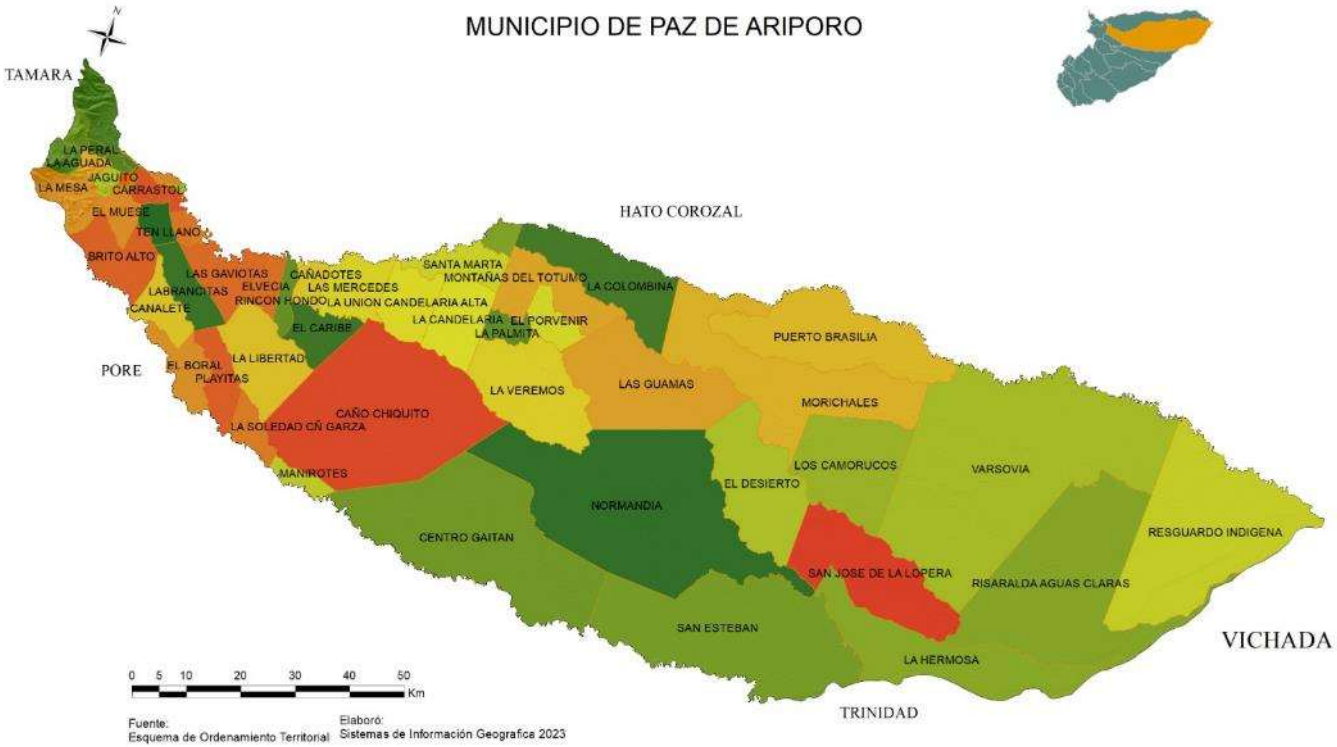 MUNICIPIO DE PAZ DE ARIPORO
N
TAMARA
LA PERAL
LA AGUADA
JAGUITO
LA MESA
CARRASTOL
EL MUESE
HATO COROZAL
TEN LLANO
BRITO ALTO
SANTA MARTA
LAS GAVIOTAS
CAÑADOTES
MONTAÑAS DEL TOTUMO
ELVECIA
LAS MERCEDES
LA COLOMBINA
LABRANCITAS
RINCON HONDO
LA UNION CANDELARIA ALTA
CANALETE
LA CANDELARIA
EL PORVENIR
EL CARIBE
LA PALMITA
PUERTO BRASILIA
LA LIBERTAD
EL BORAL
PORE
PLAYITAS
LA VEREMOS
LAS GUAMAS
MORICHALES
CAÑO CHIQUITO
LA SOLEDAD CÑ GARZA
LOS CAMORUCOS
VARSOVIA
MANIROTES
EL DESIERTO
NORMANDIA
RESGUARDO INDIGENA
CENTRO GAITAN
SAN JOSE DE LA LOPERA
RISARALDA AGUAS CLARAS
SAN ESTEBAN
VICHADA
LA HERMOSA
0 5 10 20 30 40 50
Km
TRINIDAD
Fuente:
Esquema de Ordenamiento Territorial
Elaboró:
Sistemas de Información Geografica 2023